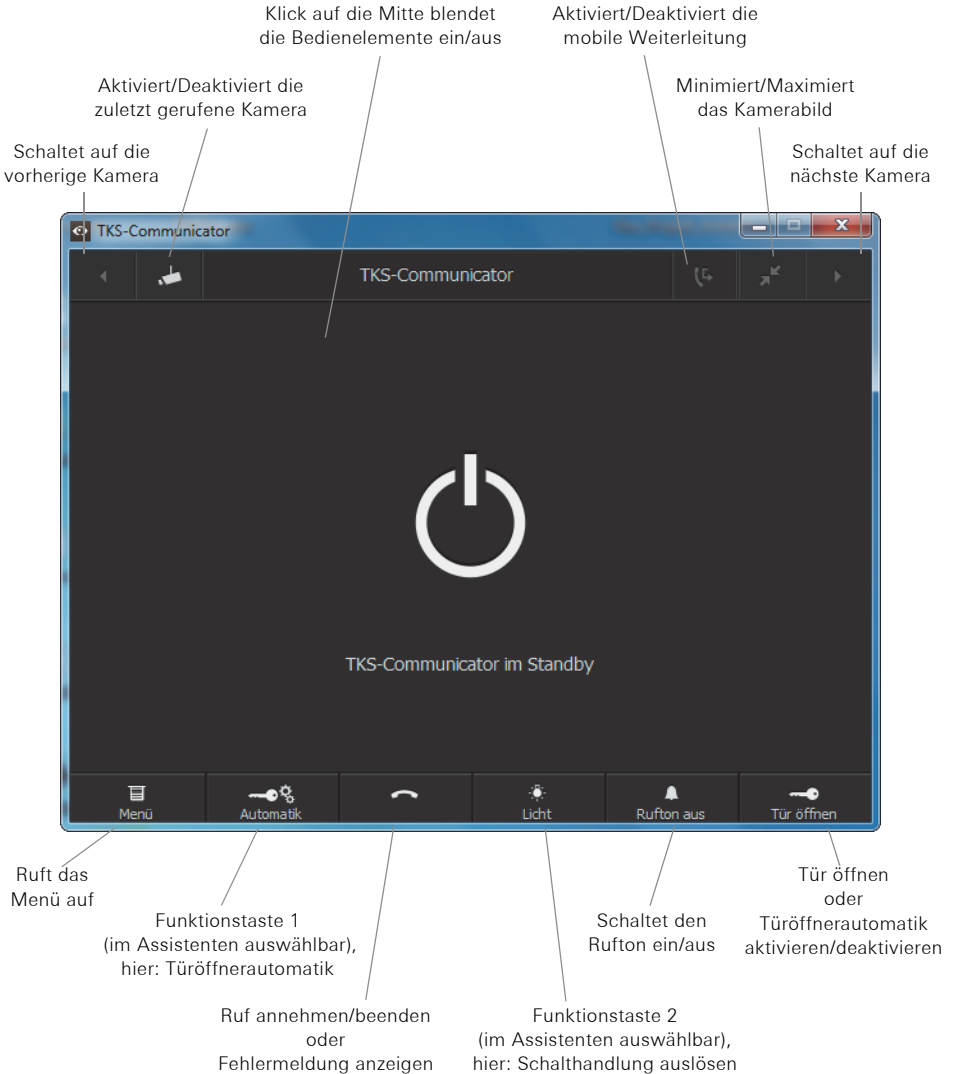 Klick auf die Mitte blendet
die Bedienelemente ein/aus
Aktiviert/Deaktiviert die
mobile Weiterleitung
Aktiviert/Deaktiviert die
zuletzt gerufene Kamera
Minimiert/Maximiert
das Kamerabild
Schaltet auf die
vorherige Kamera
Schaltet auf die
nächste Kamera
TKS-Communicator
TKS-Communicator
TKS-Communicator im Standby
Menü
Automatik
Licht
Rufton aus
Tür öffnen
Ruft das
Menü auf
Funktionstaste 1
(im Assistenten auswählbar),
hier: Türöffnerautomatik
Schaltet den
Rufton ein/aus
Tür öffnen
oder
Türöffnerautomatik
aktivieren/deaktivieren
Ruf annehmen/beenden
oder
Fehlermeldung anzeigen
Funktionstaste 2
(im Assistenten auswählbar),
hier: Schalthandlung auslösen